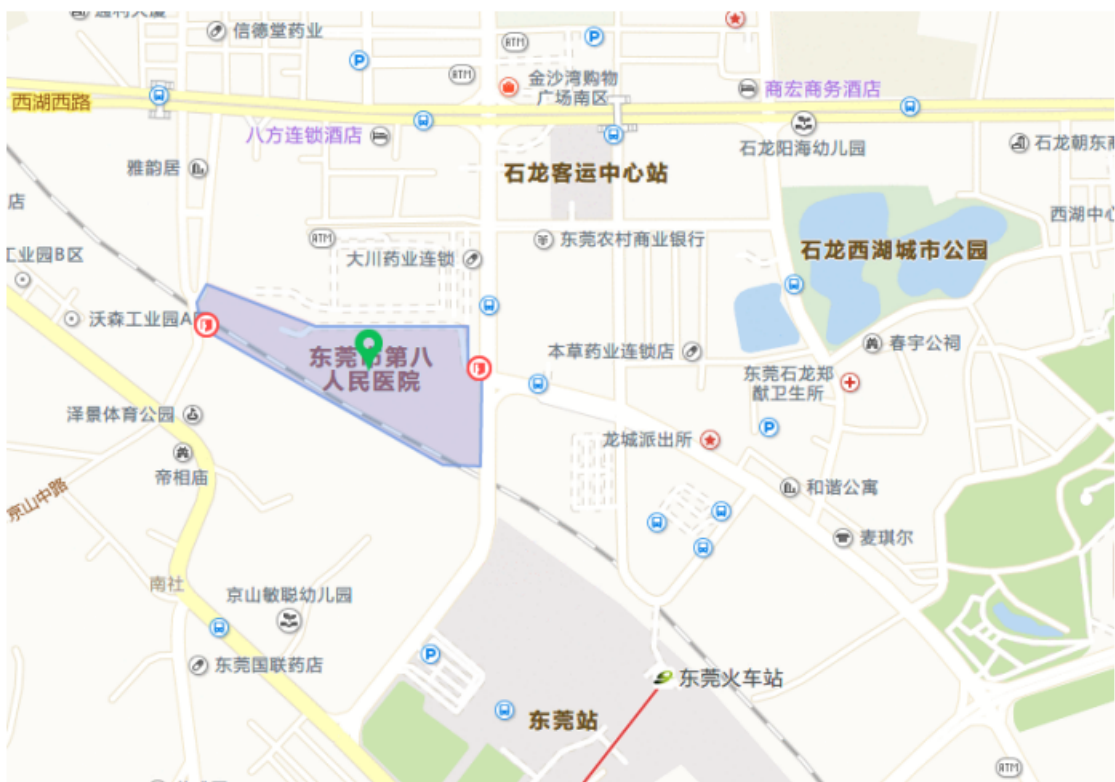 信德堂药业
P
ATM
P
ATM
金沙湾购物
广场南区
商宏商务酒店
西湖西路
八方连锁酒店
石龙阳海幼儿园
石龙朝东
雅韵居
石龙客运中心站
店
西湖中心
ATM
东莞农村商业银行
石龙西湖城市公园
工业园B区
大川药业连锁
沃森工业园A
春宇公祠
本草药业连锁店
东莞市第八
人民医院
东莞石龙郑
猷卫生所
泽景体育公园
P
龙城派出所
帝相庙
京山中路
和谐公寓
麦琪尔
南社
京山敏聪幼儿园
P
东莞国联药店
东莞火车站
东莞站
ATM